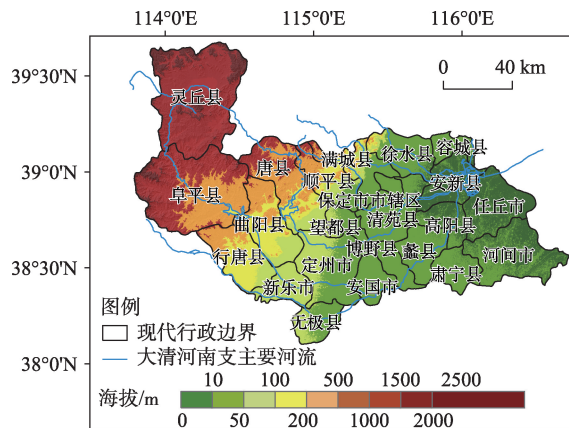 114°0'E 115°0'E 116°0'E
39°30'N
39°0'N
38°30'N
38°0'N
0 40 km
灵丘县
容城县
徐水县
满城县
唐县
顺平县
安新县
阜平县
保定市市辖区
任丘市
清苑县
曲阳县
望都县
高阳县
博野县
蠡县
河间市
行唐县
定州市
肃宁县
新乐市
安国市
无极县
图例
现代行政边界
大清河南支主要河流
海拔/m
10 100 500 1500 2500
0 50 200 1000 2000